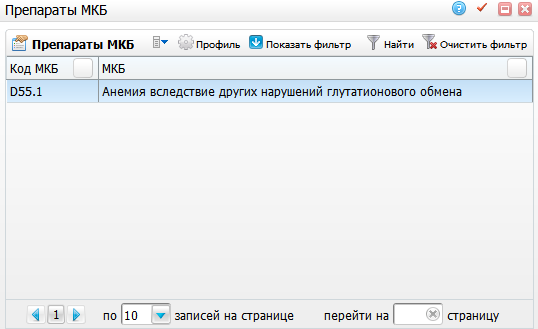 Препараты МКБ
Препараты МКБ Профиль Показать фильтр Найти Очистить фильтр
Код МКБ МКБ
D55.1 Анемия вследствие других нарушений глутатионового обмена
1 по 10 записей на странице перейти на страницу